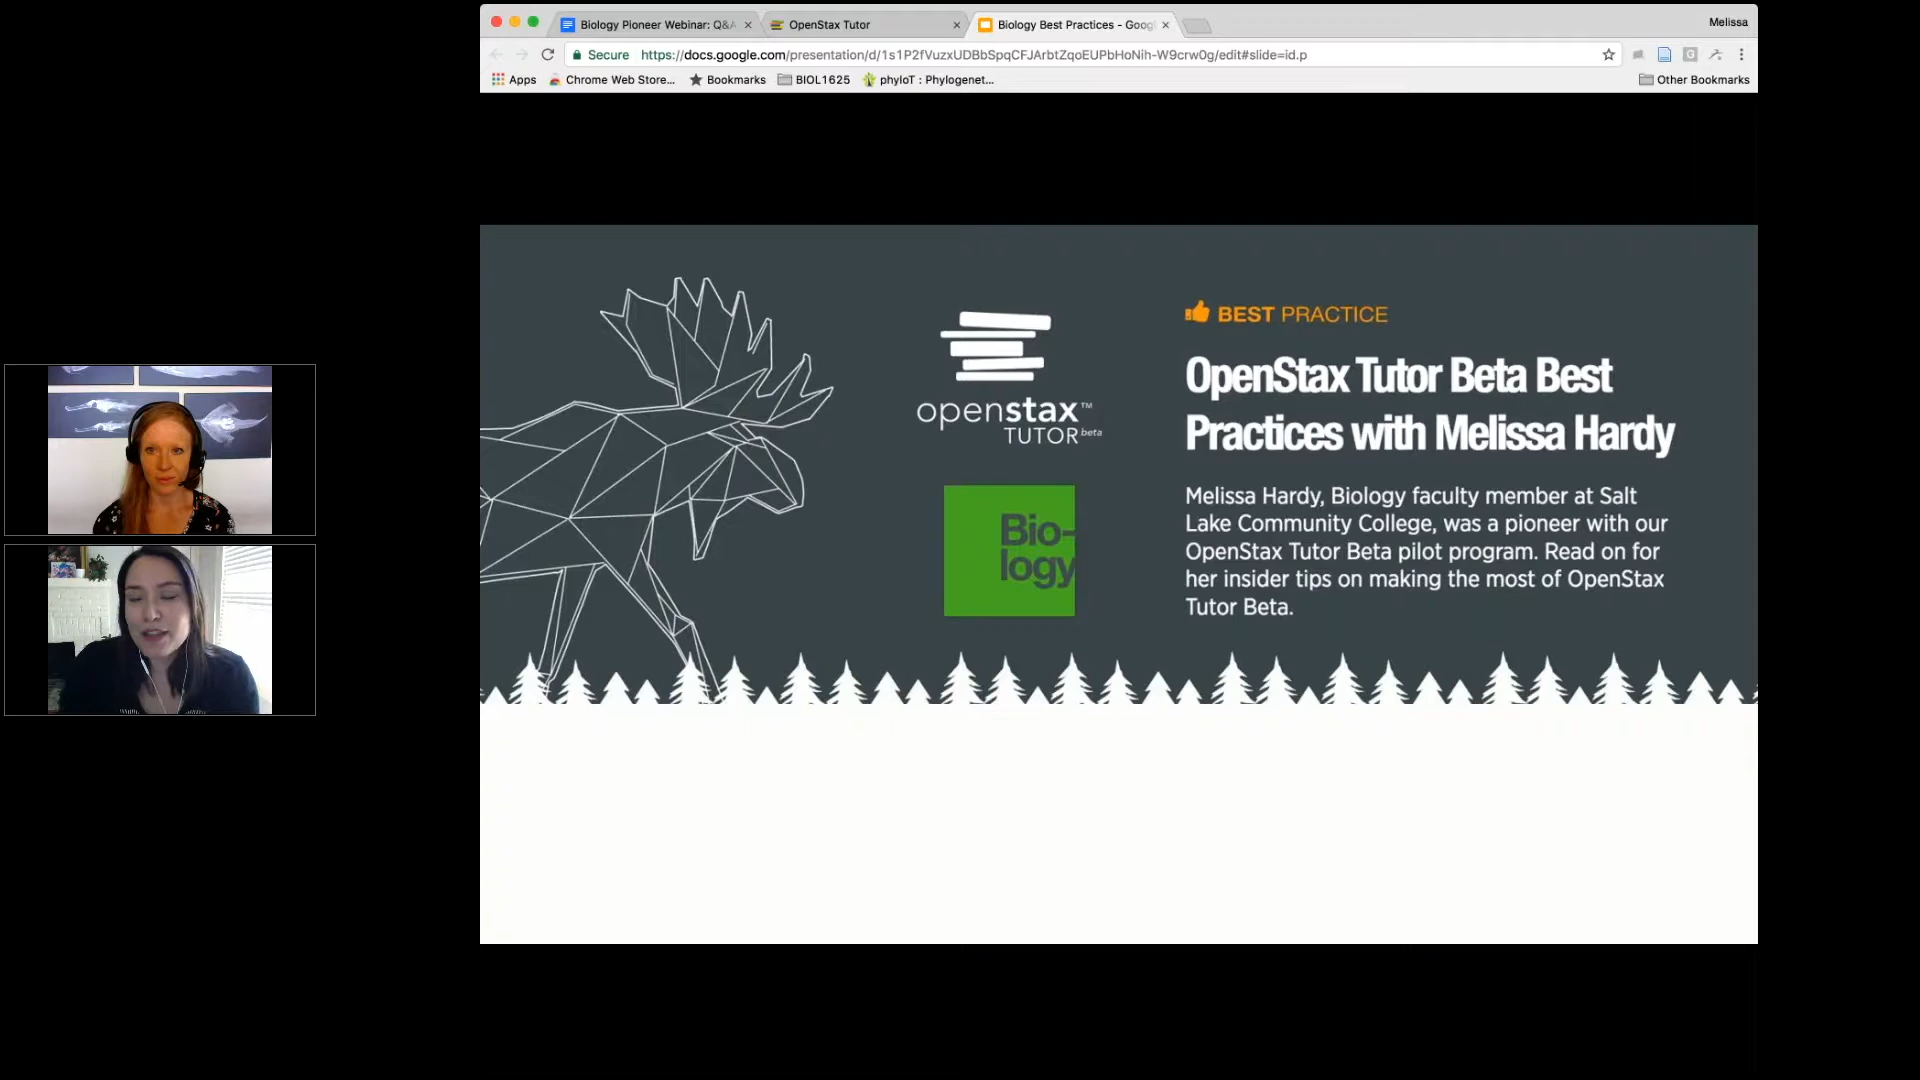 Biology Pioneer Webinar: Q&A
OpenStax Tutor
Biology Best Practices - Goog
Melissa
Secure
https://docs.google.com/presentation/d/1s1P2fVuzxUDBbSpqCFJArbtZqoEUPbHoNih-W9crw0g/edit#slide=id.p
Apps
Chrome Web Store...
Bookmarks
BIOL1625
phyloT : Phylogenet...
Other Bookmarks
openstax™
TUTOR beta
Bio-
logy
BEST PRACTICE
OpenStax Tutor Beta Best
Practices with Melissa Hardy
Melissa Hardy, Biology faculty member at Salt
Lake Community College, was a pioneer with our
OpenStax Tutor Beta pilot program. Read on for
her insider tips on making the most of OpenStax
Tutor Beta.